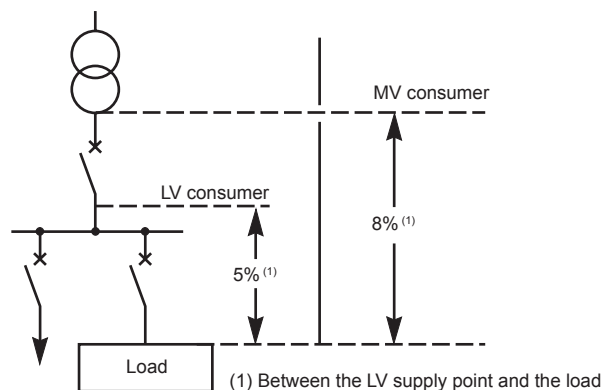 MV consumer
LV consumer
8% (1)
5% (1)
Load
(1) Between the LV supply point and the load